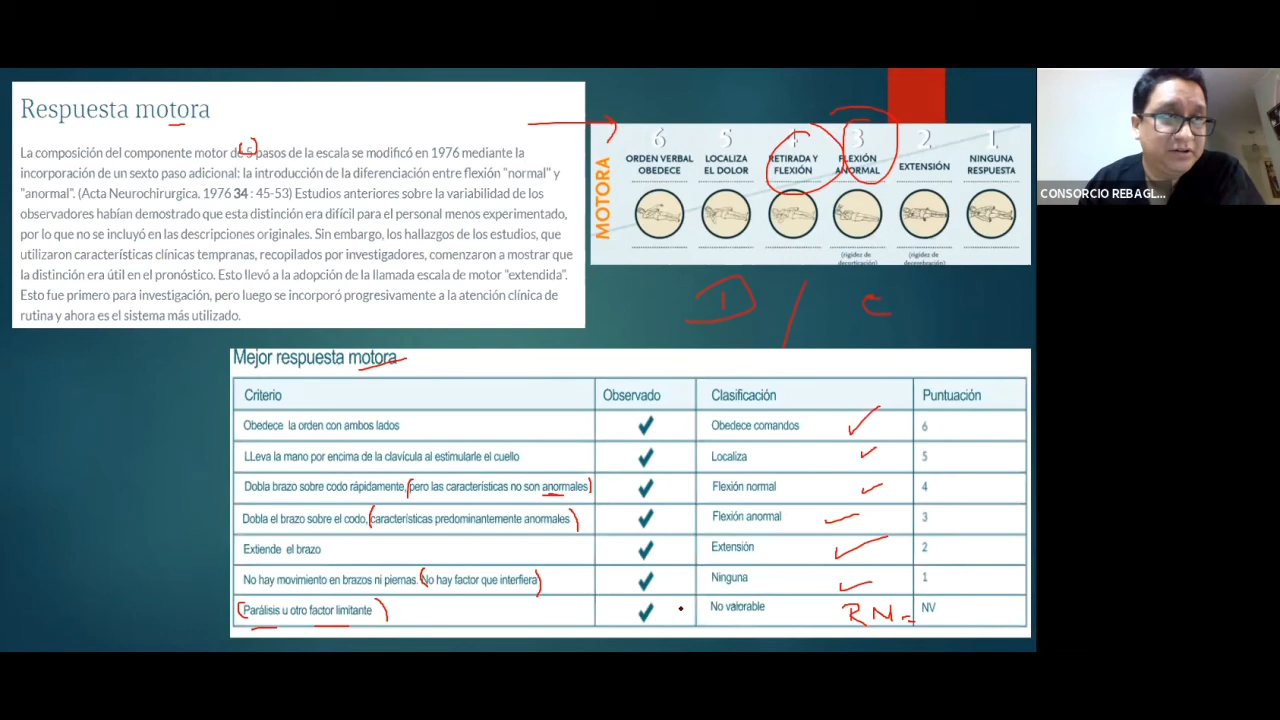 Respuesta motora
La composición del componente motor de 5 pasos de la escala se modificó en 1976 mediante la
incorporación de un sexto paso adicional: la introducción de la diferenciación entre flexión “normal” y
“anormal”. (Acta Neurochirurgica. 1976 34 : 45-53) Estudios anteriores sobre la variabilidad de los
observadores habían demostrado que esta distinción era difícil para el personal menos experimentado,
por lo que no se incluyó en las descripciones originales. Sin embargo, los hallazgos de los estudios, que
utilizaron características clínicas tempranas, recopilados por investigadores, comenzaron a mostrar que
la distinción era útil en el pronóstico. Esto llevó a la adopción de la llamada escala de motor “extendida”.
Esto fue primero para investigación, pero luego se incorporó progresivamente a la atención clínica de
rutina y ahora es el sistema más utilizado.
MOTORA
6 5 4 3 2 1
ORDEN VERBAL OBEDECE
LOCALIZA EL DOLOR
RETIRADA Y FLEXIÓN
FLEXIÓN ANORMAL
EXTENSIÓN
NINGUNA RESPUESTA
(rigidez de decorticación)
(rigidez de decerebración)
D / C
CONSORCIO REBAGL...
Mejor respuesta motora
Criterio Observado Clasificación Puntuación
Obedece la orden con ambos lados ✔ Obedece comandos 6
LLeva la mano por encima de la clavícula al estimularle el cuello ✔ Localiza 5
Dobla brazo sobre codo rápidamente, pero las características no son anormales ✔ Flexión normal 4
Dobla el brazo sobre el codo, características predominantemente anormales ✔ Flexión anormal 3
Extiende el brazo ✔ Extensión 2
No hay movimiento en brazos ni piernas. No hay factor que interfiera ✔ Ninguna 1
Parálisis u otro factor limitante ✔ No valorable RM= NV